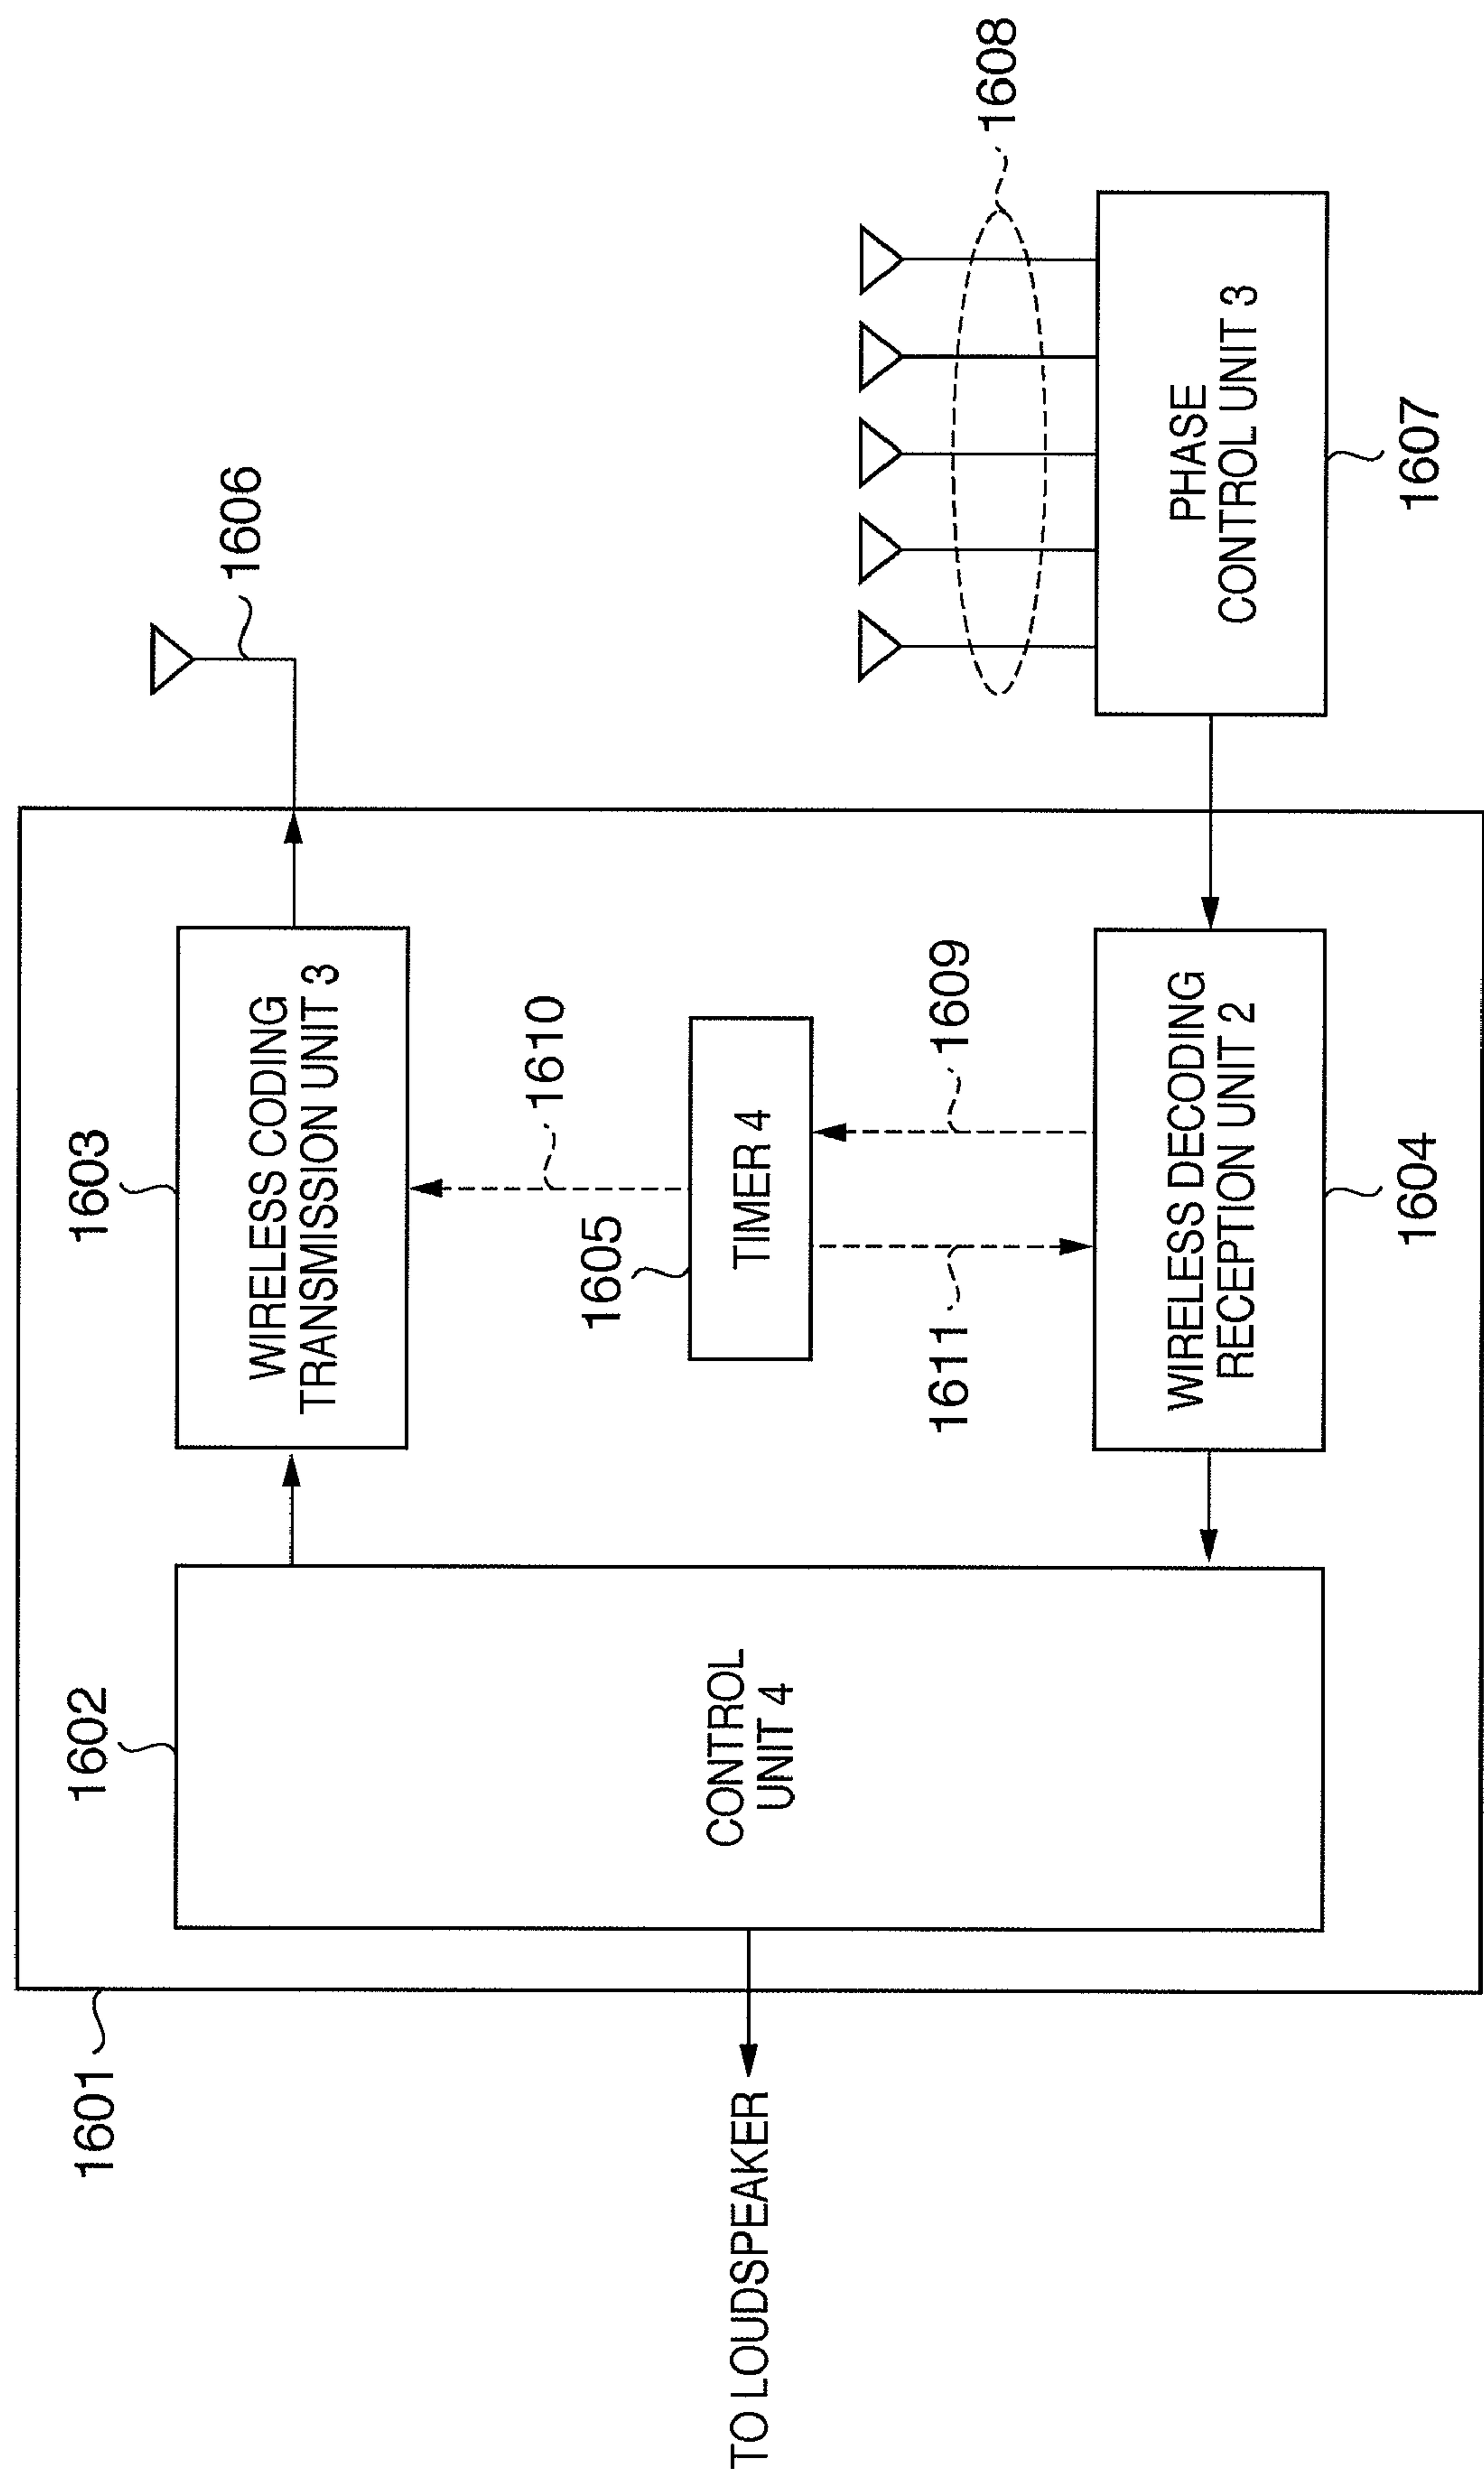 1601
1602
1603
1606
1608
TO LOUDSPEAKER
CONTROL
UNIT 4
WIRELESS CODING
TRANSMISSION UNIT 3
1610
1605
TIMER 4
1611
1609
WIRELESS DECODING
RECEPTION UNIT 2
1604
PHASE
CONTROL UNIT 3
1607